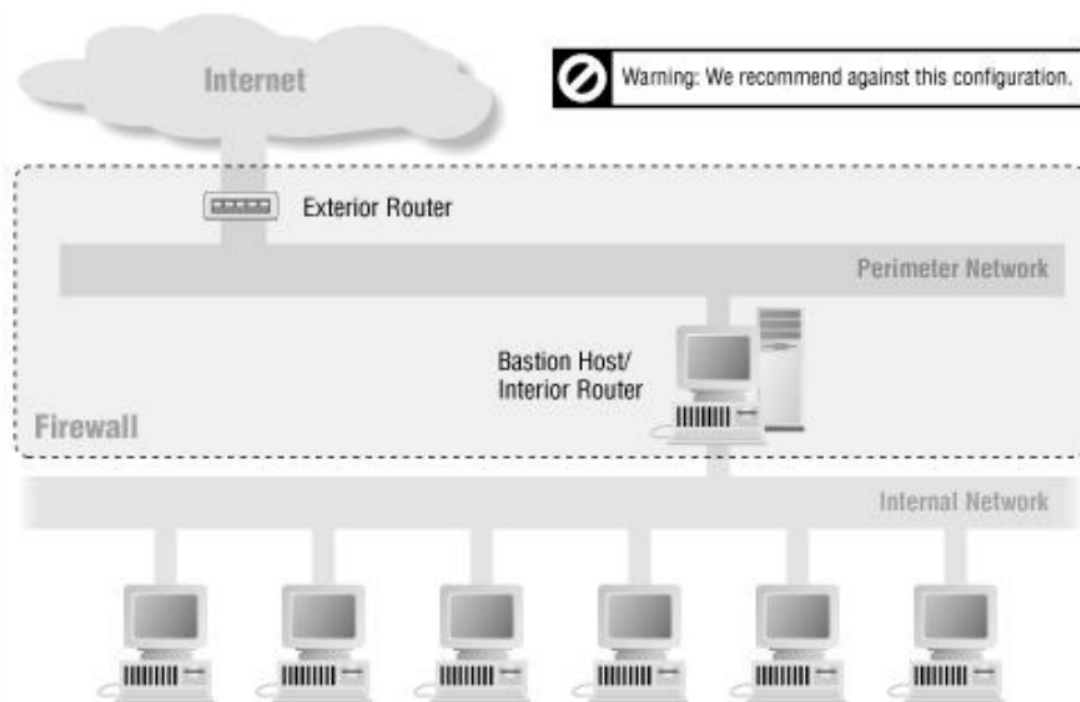 Internet
Warning: We recommend against this configuration.
Exterior Router
Perimeter Network
Bastion Host/
Interior Router
Firewall
Internal Network